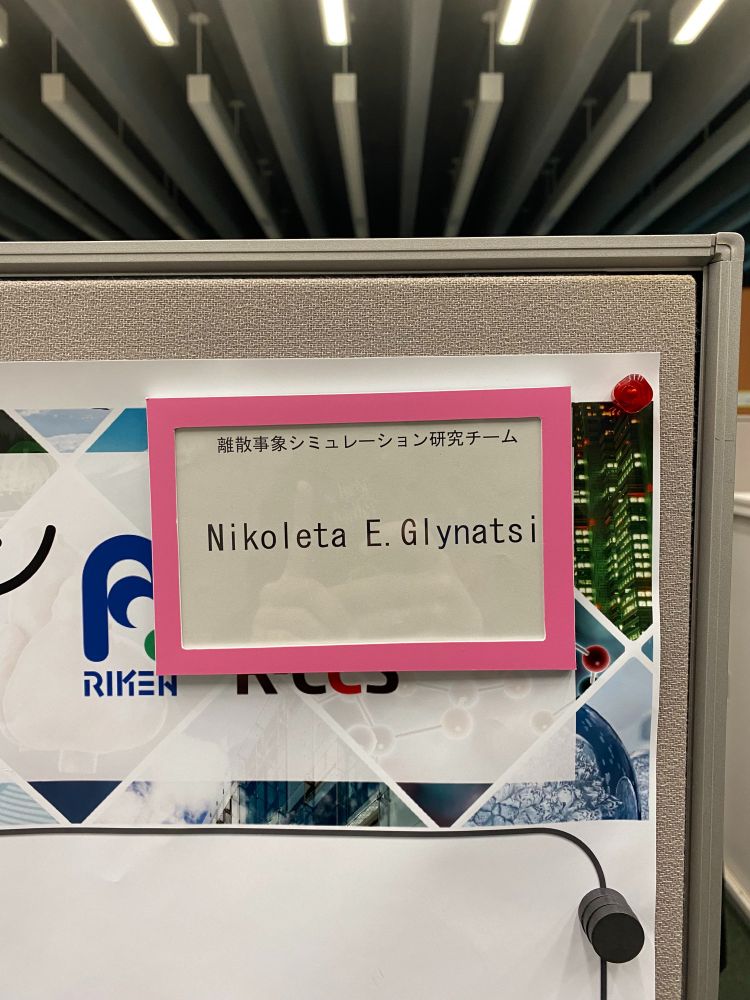 離散事象シミュレーション研究チーム
Nikoleta E. Glynatsi
RIKEN
R-CCS